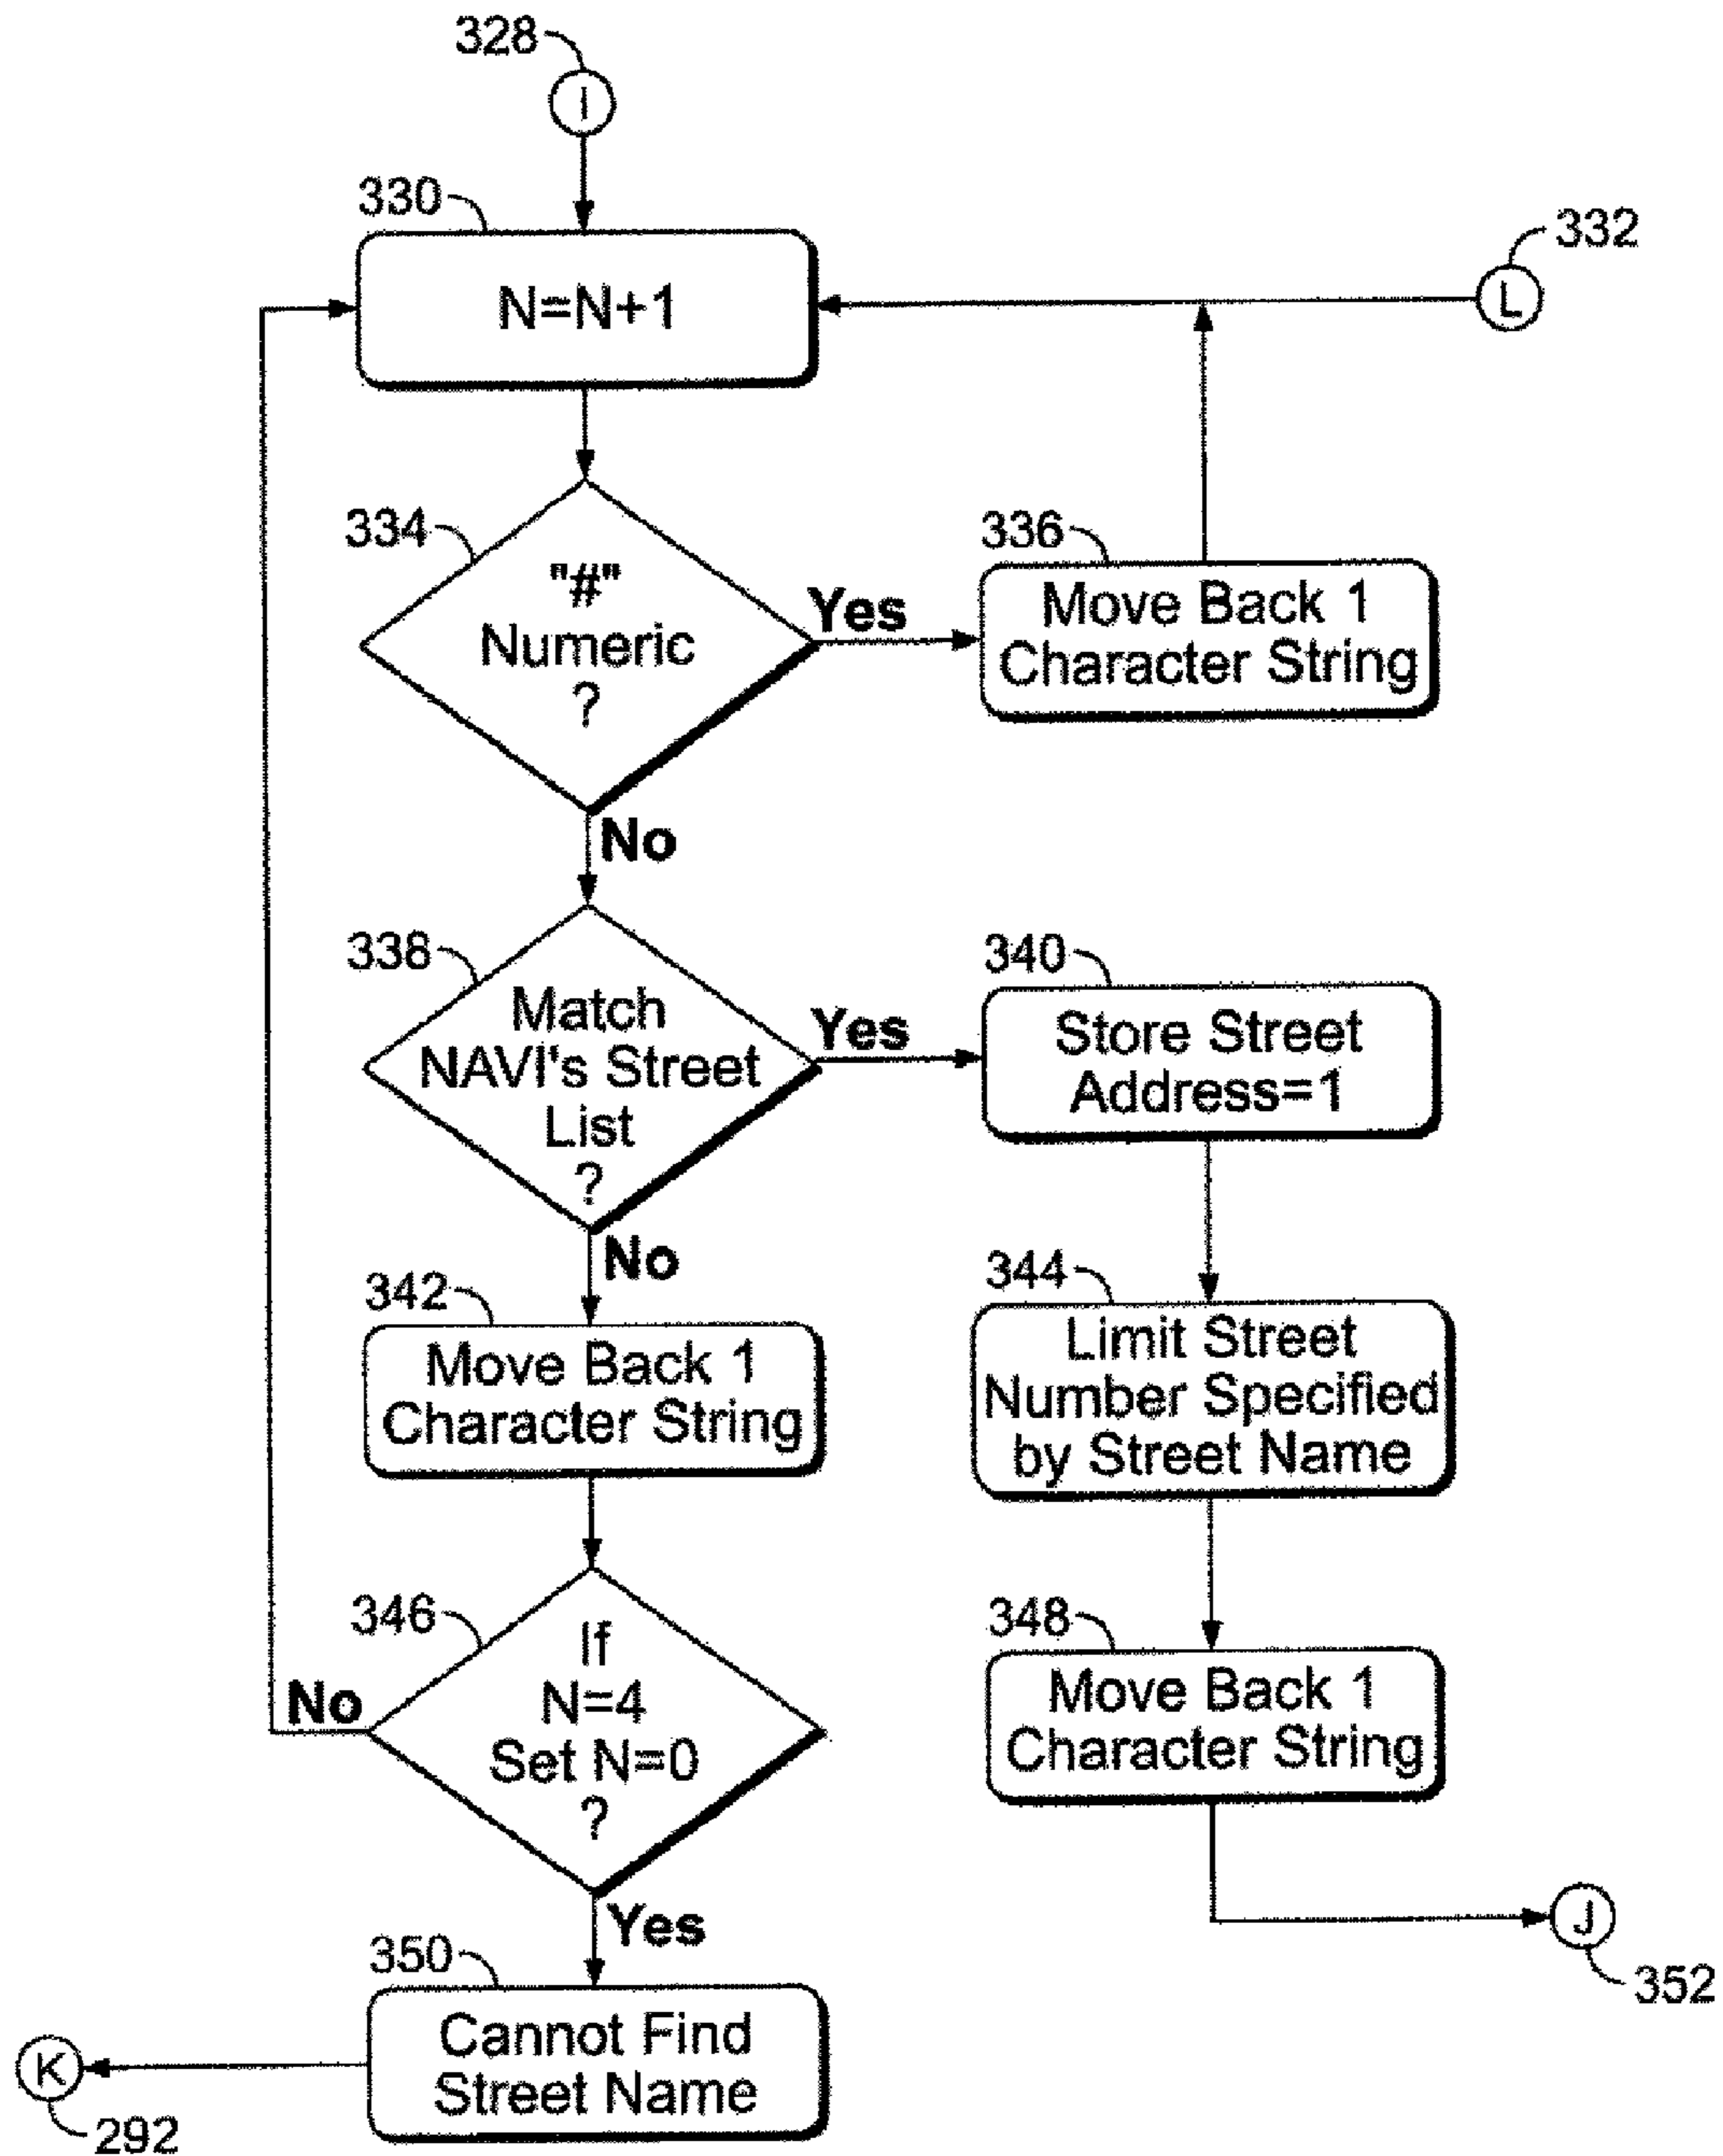 328
I
330
N=N+1
332
L
334
"#"
Numeric
?
Yes
336
Move Back 1
Character String
No
338
Match
NAVI's Street
List
?
Yes
340
Store Street
Address=1
No
342
Move Back 1
Character String
344
Limit Street
Number Specified
by Street Name
346
If
N=4
Set N=0
?
No
348
Move Back 1
Character String
Yes
350
Cannot Find
Street Name
J
352
K
292